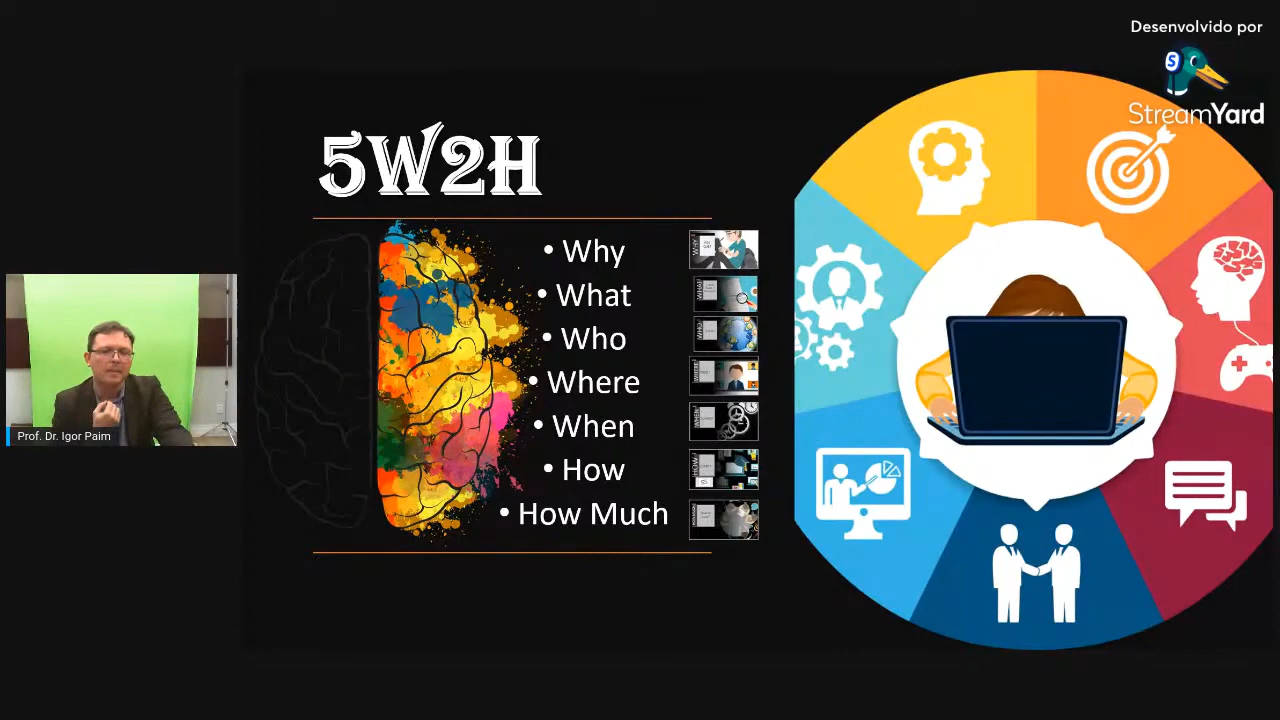 Desenvolvido por
StreamYard
5W2H
• Why
• What
• Who
• Where
• When
• How
• How Much
Prof. Dr. Igor Paim